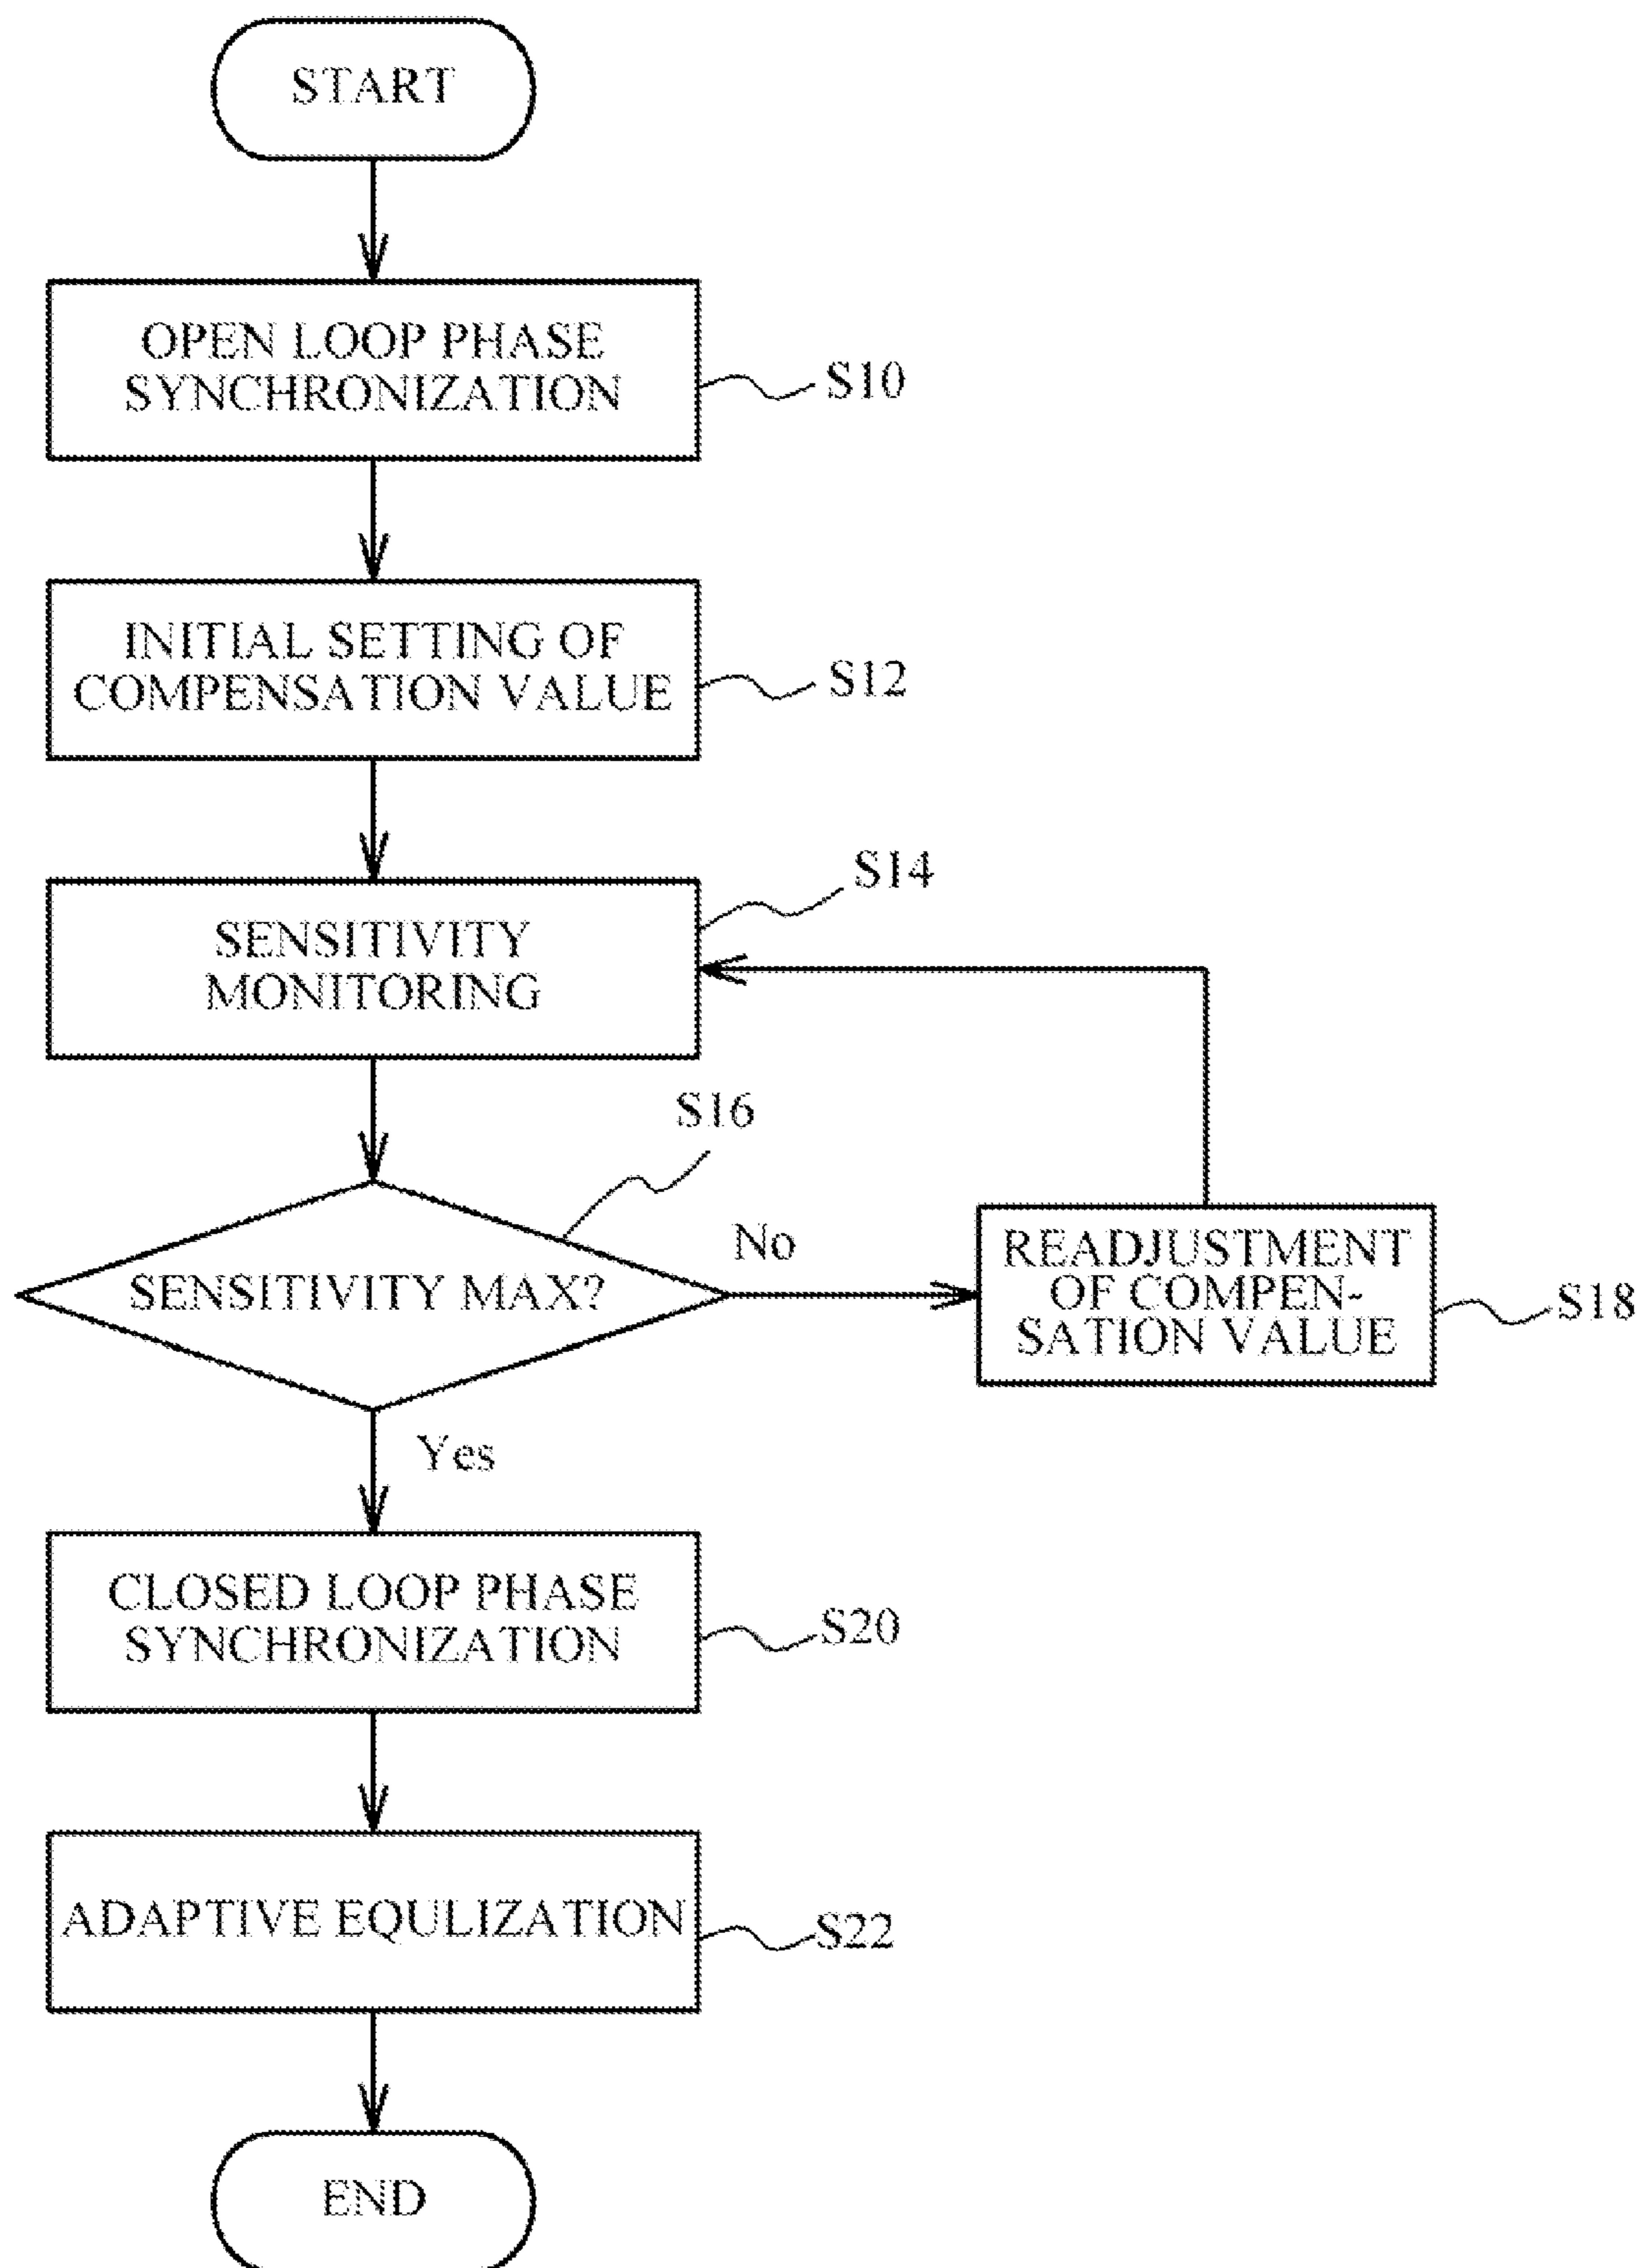 START
OPEN LOOP PHASE
SYNCHRONIZATION
S10
INITIAL SETTING OF
COMPENSATION VALUE
S12
S14
SENSITIVITY
MONITORING
S16
SENSITIVITY MAX?
No
READJUSTMENT
OF COMPEN-
SATION VALUE
S18
Yes
CLOSED LOOP PHASE
SYNCHRONIZATION
S20
ADAPTIVE EQULIZATION
S22
END